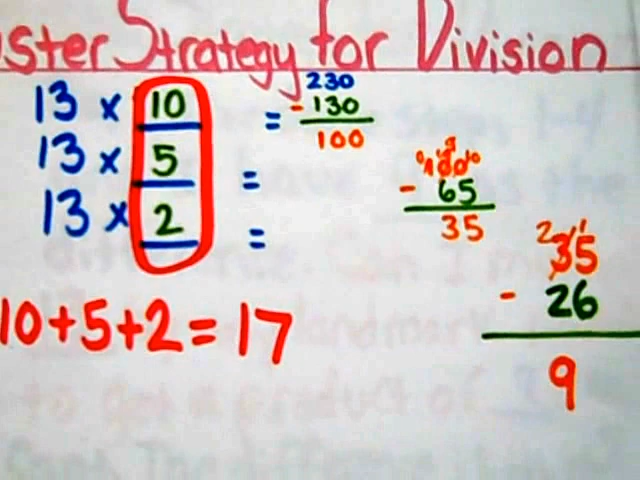 ster Strategy for Division
13 × 10 = 230
- 130
100
13 × 5 = 100
- 65
35
13 × 2 = 35
- 26
9
10+5+2=17